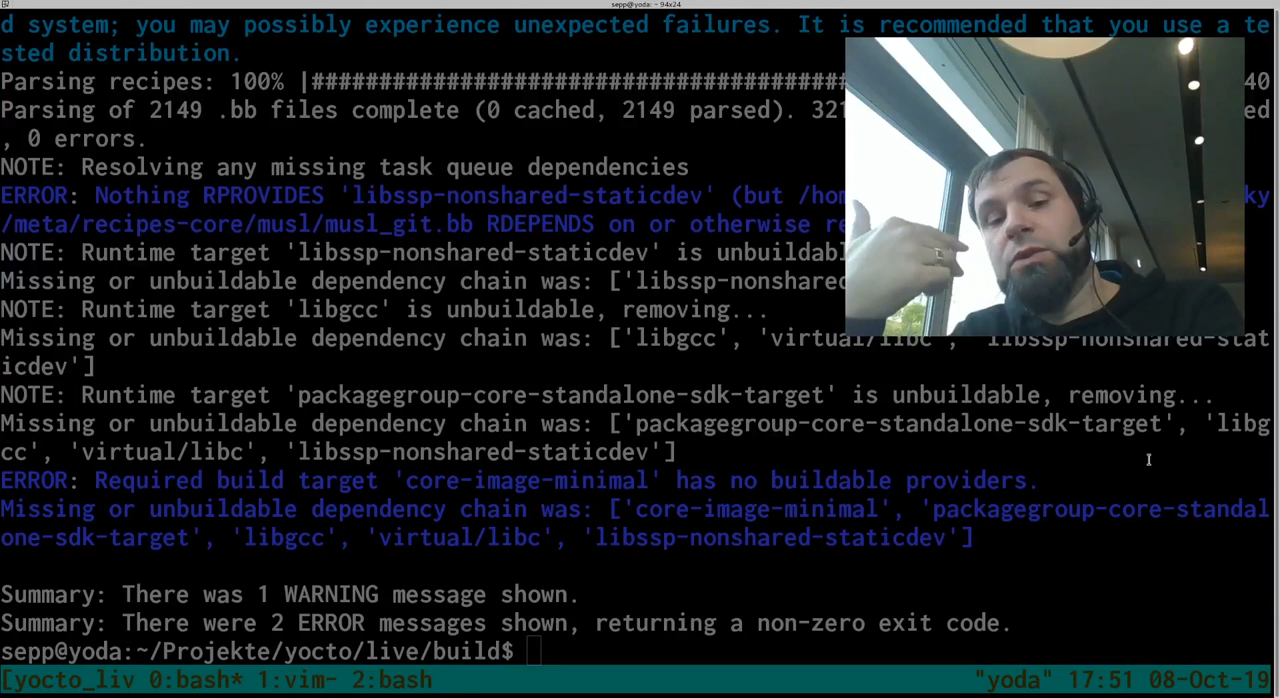 sepp@yoda: ~ 94x24
d system; you may possibly experience unexpected failures. It is recommended that you use a te
sted distribution.
Parsing recipes: 100% |######################################## 40
Parsing of 2149 .bb files complete (0 cached, 2149 parsed). 321 ed
, 0 errors.
NOTE: Resolving any missing task queue dependencies
ERROR: Nothing RPROVIDES 'libssp-nonshared-staticdev' (but /hom ky
/meta/recipes-core/musl/musl_git.bb RDEPENDS on or otherwise re
NOTE: Runtime target 'libssp-nonshared-staticdev' is unbuildabl
Missing or unbuildable dependency chain was: ['libssp-nonshared
NOTE: Runtime target 'libgcc' is unbuildable, removing...
Missing or unbuildable dependency chain was: ['libgcc', 'virtual/libc', 'libssp-nonshared-stat
icdev']
NOTE: Runtime target 'packagegroup-core-standalone-sdk-target' is unbuildable, removing...
Missing or unbuildable dependency chain was: ['packagegroup-core-standalone-sdk-target', 'libg
cc', 'virtual/libc', 'libssp-nonshared-staticdev']
ERROR: Required build target 'core-image-minimal' has no buildable providers.
Missing or unbuildable dependency chain was: ['core-image-minimal', 'packagegroup-core-standal
one-sdk-target', 'libgcc', 'virtual/libc', 'libssp-nonshared-staticdev']
Summary: There was 1 WARNING message shown.
Summary: There were 2 ERROR messages shown, returning a non-zero exit code.
sepp@yoda:~/Projekte/yocto/live/build$
[yocto_liv 0:bash* 1:vim- 2:bash "yoda" 17:51 08-Oct-19